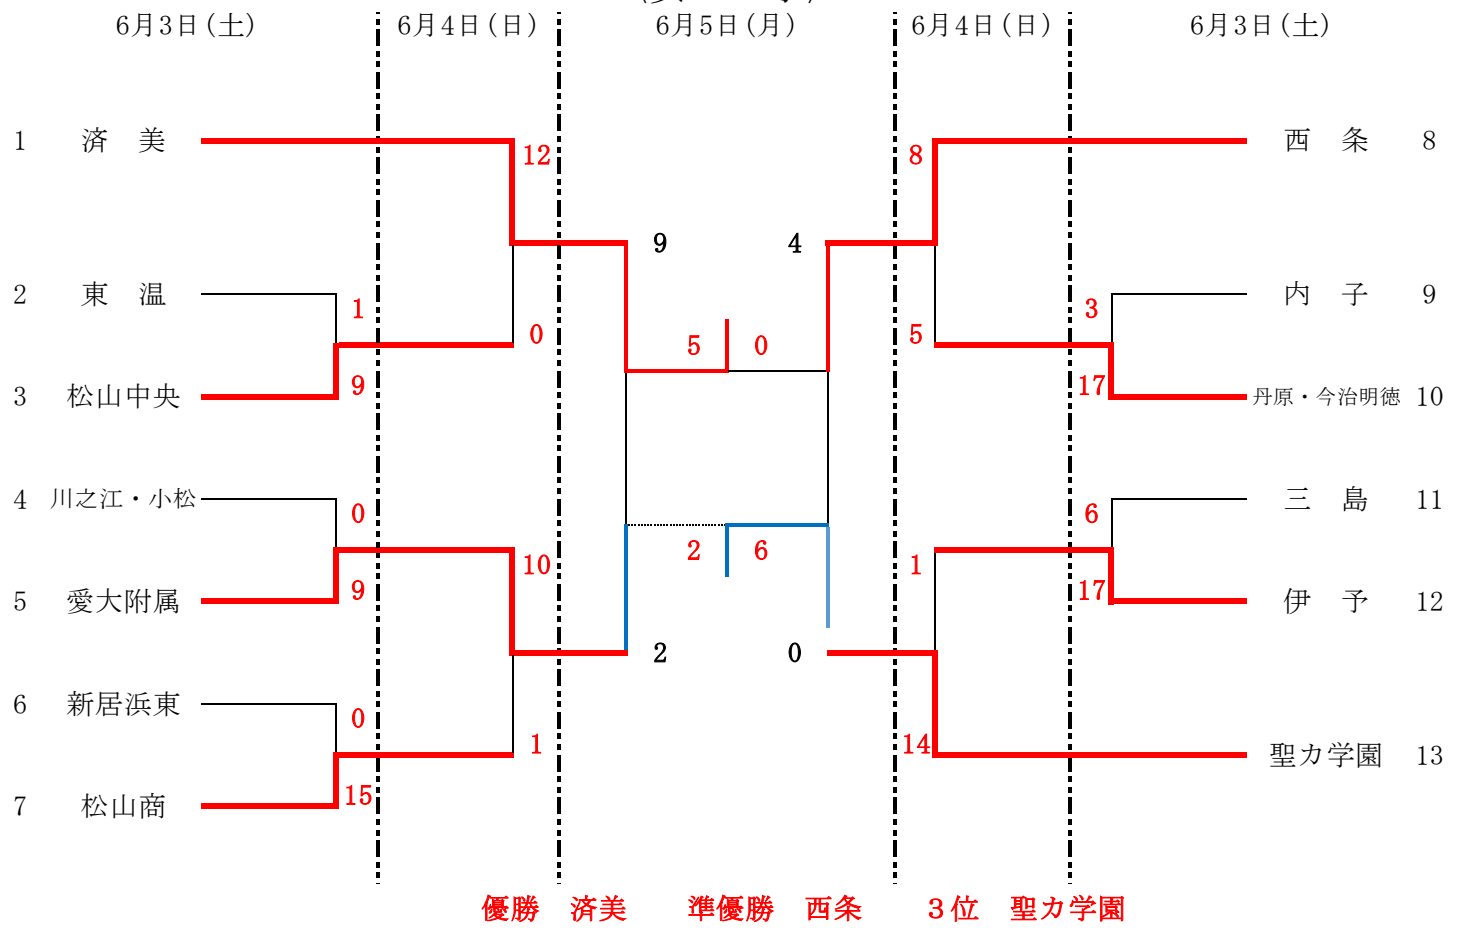 6月3日(土) 6月4日(日) 6月5日(月) 6月4日(日) 6月3日(土)
1 済 美 12 8 西 条 8
9 4
2 東 温 1 3 内 子 9
0 5 0 5
3 松山中央 9 17 丹原・今治明徳 10
4 川之江・小松 0 6 三 島 11
10 2 6 1
5 愛大附属 9 17 伊 予 12
2 0
6 新居浜東 0
1 14 聖カ学園 13
7 松山商 15
優勝 済美 準優勝 西条 3位 聖カ学園